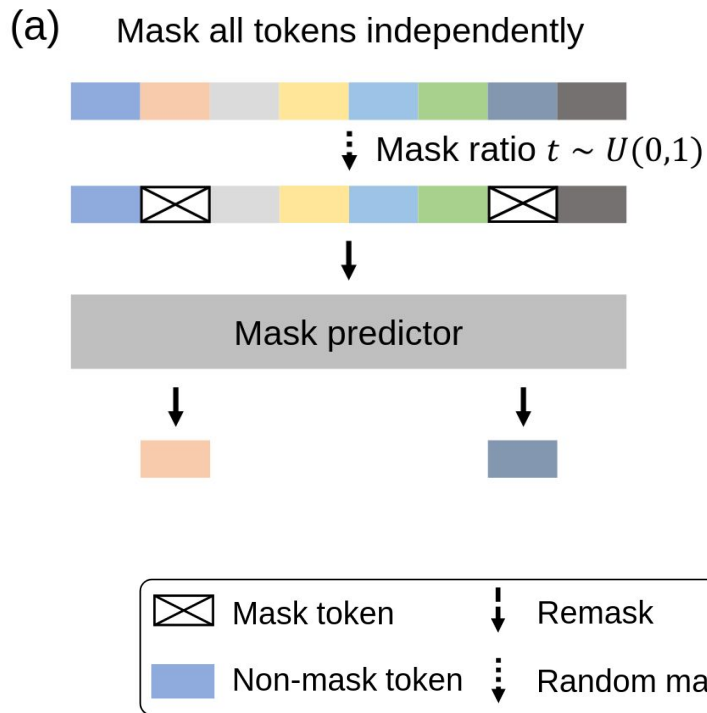 (a) Mask all tokens independently
Mask ratio t ~ U(0,1)
Mask predictor
Mask token
Remask
Non-mask token
Random ma